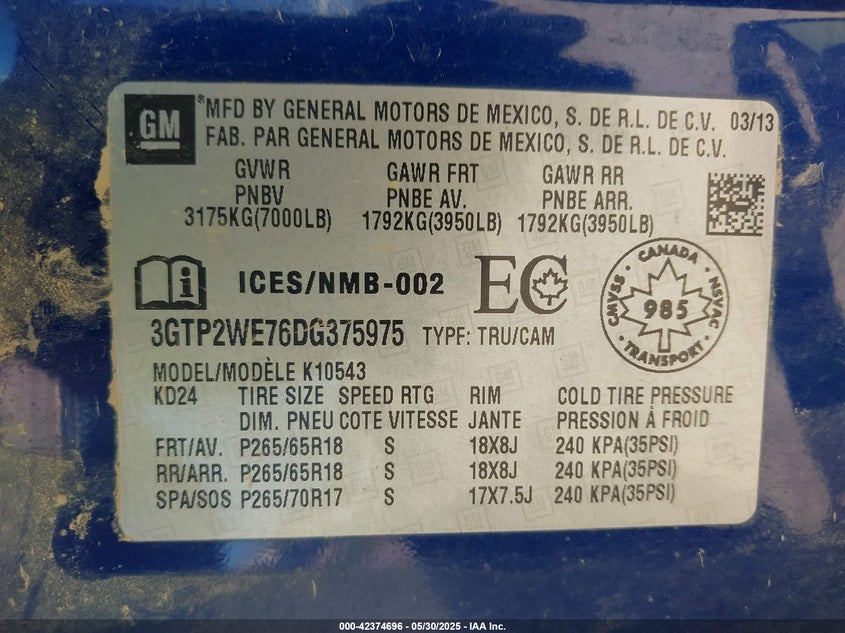 GM
®MFD BY GENERAL MOTORS DE MEXICO, S. DE R.L. DE C.V. 03/13
FAB. PAR GENERAL MOTORS DE MEXICO, S. DE R.L. DE C.V.
GVWR GAWR FRT GAWR RR
PNBV PNBE AV. PNBE ARR.
3175KG(7000LB) 1792KG(3950LB) 1792KG(3950LB)
i ICES/NMB-002 EC
CANADA
CMVSS 985 NSVAC
TRANSPORT
3GTP2WE76DG375975 TYPE: TRU/CAM
MODEL/MODÈLE K10543
KD24 TIRE SIZE SPEED RTG RIM COLD TIRE PRESSURE
DIM. PNEU COTE VITESSE JANTE PRESSION À FROID
FRT/AV. P265/65R18 S 18X8J 240 KPA(35PSI)
RR/ARR. P265/65R18 S 18X8J 240 KPA(35PSI)
SPA/SOS P265/70R17 S 17X7.5J 240 KPA(35PSI)
000-42374696 - 05/30/2025 - IAA Inc.